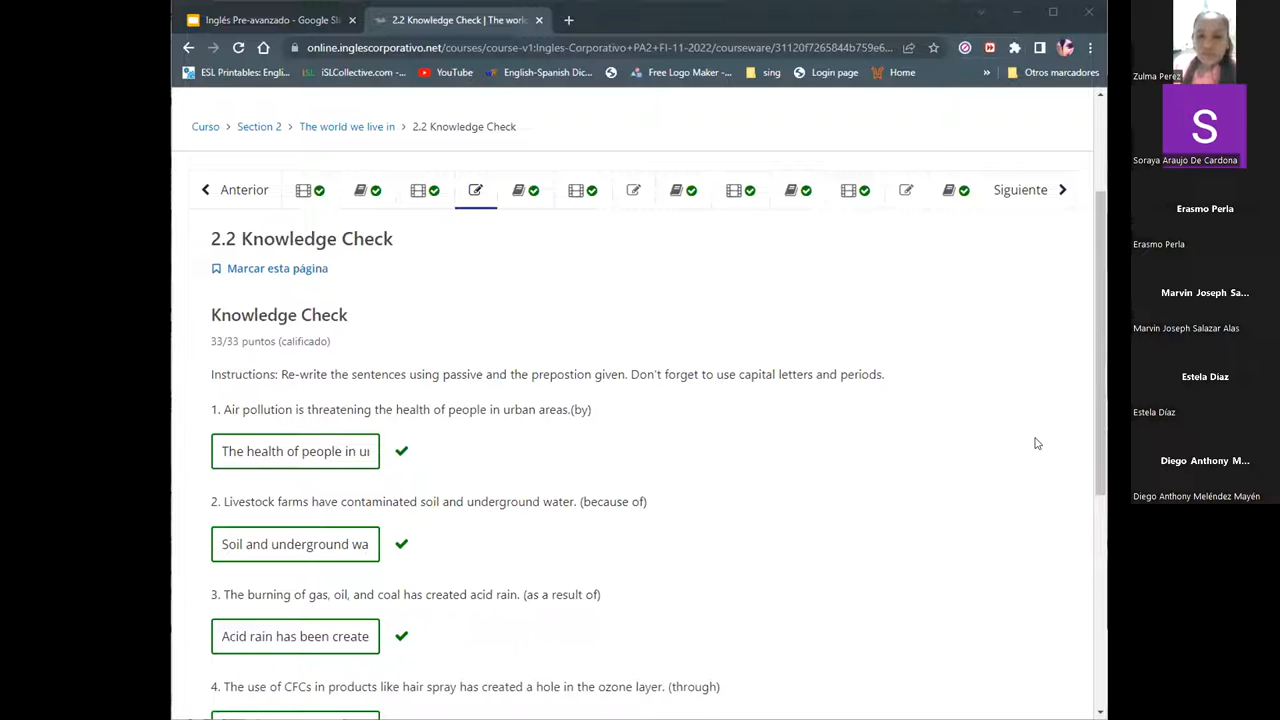 Inglés Pre-avanzado - Google Sli
2.2 Knowledge Check | The worl
online.inglescorporativo.net/courses/course-v1:Ingles-Corporativo+PA2+FI-11-2022/courseware/31120f7265844b759e6...
ESL Printables: Engli...
iSL
iSLCollective.com -...
YouTube
English-Spanish Dic...
Free Logo Maker -...
sing
Login page
Home
»
Otros marcadores
Curso > Section 2 > The world we live in > 2.2 Knowledge Check
Anterior
Siguiente
2.2 Knowledge Check
Marcar esta página
Knowledge Check
33/33 puntos (calificado)
Instructions: Re-write the sentences using passive and the prepostion given. Don't forget to use capital letters and periods.
1. Air pollution is threatening the health of people in urban areas.(by)
The health of people in ur
2. Livestock farms have contaminated soil and underground water. (because of)
Soil and underground wa
3. The burning of gas, oil, and coal has created acid rain. (as a result of)
Acid rain has been create
4. The use of CFCs in products like hair spray has created a hole in the ozone layer. (through)
Zulma Perez
S
Soraya Araujo De Cardona
Erasmo Perla
Erasmo Perla
Marvin Joseph Sa...
Marvin Joseph Salazar Alas
Estela Diaz
Estela Díaz
Diego Anthony M...
Diego Anthony Meléndez Mayén